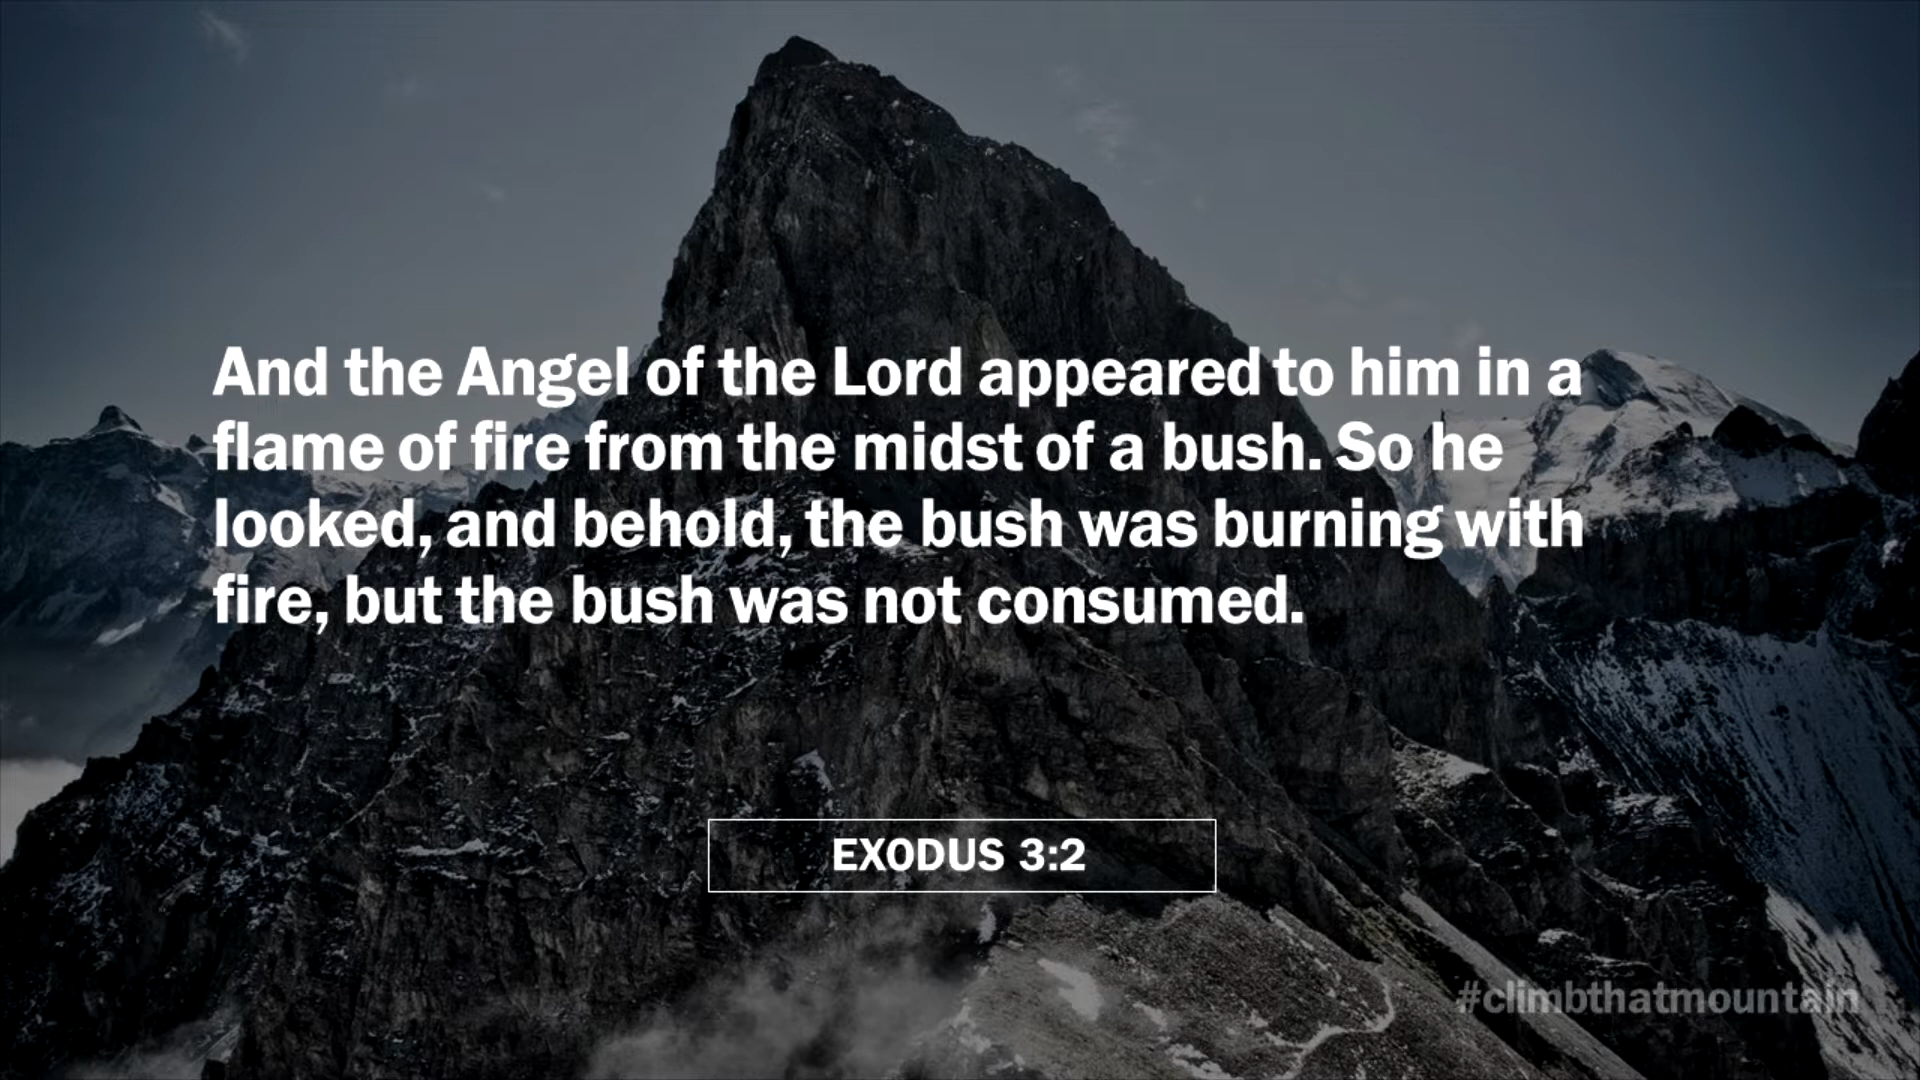 And the Angel of the Lord appeared to him in a
flame of fire from the midst of a bush. So he
looked, and behold, the bush was burning with
fire, but the bush was not consumed.
EXODUS 3:2
#climbthatmountain